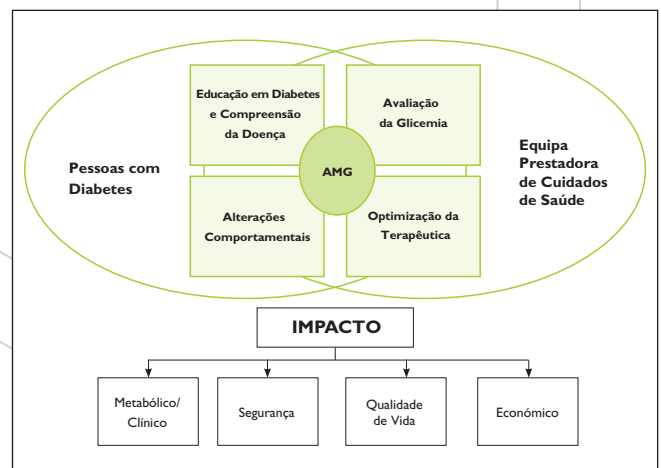 Educação em Diabetes
e Compreensão
da Doença
Avaliação
da Glicemia
Pessoas com
Diabetes
AMG
Equipa
Prestadora
de Cuidados
de Saúde
Alterações
Comportamentais
Optimização da
Terapêutica
IMPACTO
Metabólico/
Clínico
Segurança
Qualidade
de Vida
Económico